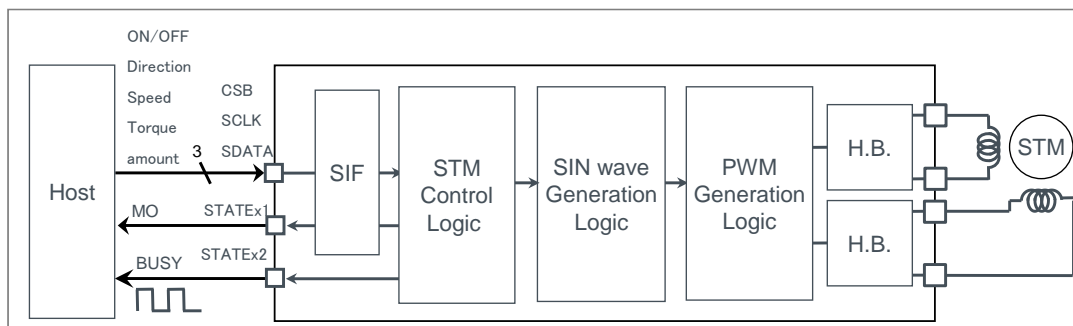 ON/OFF
Direction
Speed
Torque
amount
CSB
SCLK
SDATA
3
Host
MO
STATEx1
BUSY
STATEx2
SIF
STM
Control
Logic
SIN wave
Generation
Logic
PWM
Generation
Logic
H.B.
H.B.
STM